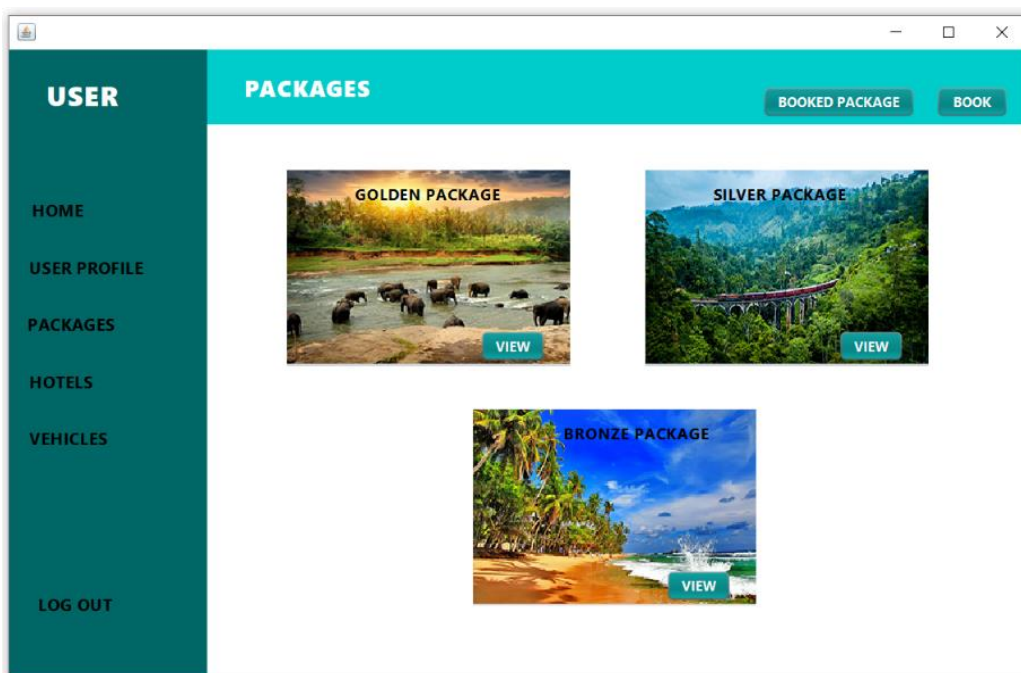 USER
PACKAGES
BOOKED PACKAGE
BOOK
HOME
USER PROFILE
PACKAGES
HOTELS
VEHICLES
LOG OUT
GOLDEN PACKAGE
VIEW
SILVER PACKAGE
VIEW
BRONZE PACKAGE
VIEW